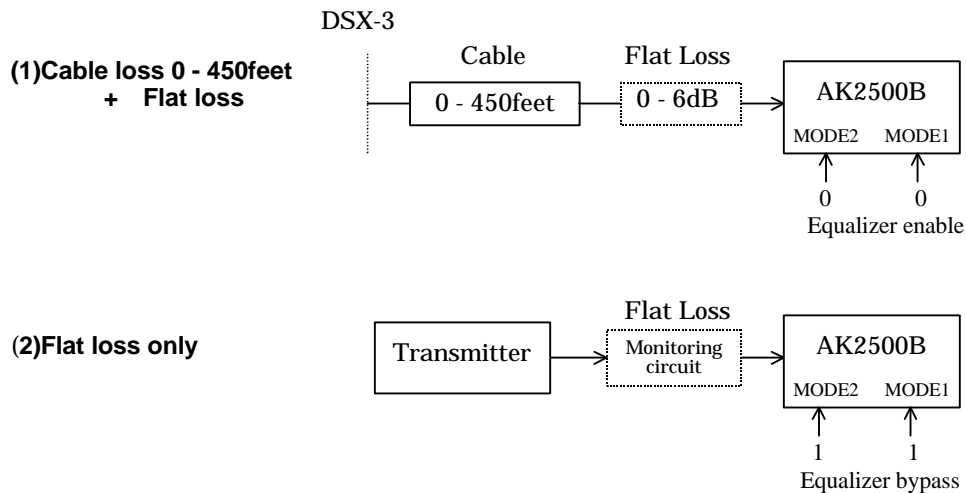 DSX-3
(1)Cable loss 0 - 450feet
+ Flat loss
Cable
0 - 450feet
Flat Loss
0 - 6dB
AK2500B
MODE2 MODE1
0 0
Equalizer enable
(2)Flat loss only
Transmitter
Flat Loss
Monitoring
circuit
AK2500B
MODE2 MODE1
1 1
Equalizer bypass